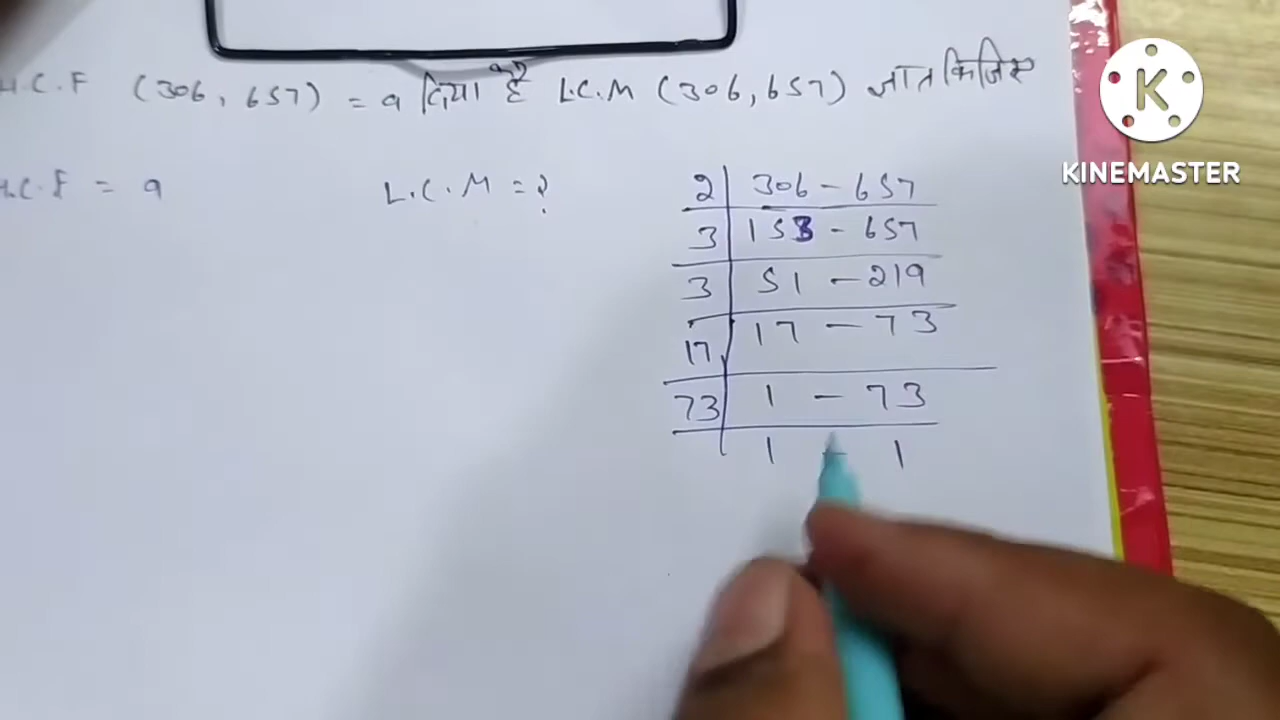 H.C.F (306, 657) = 9 दिया है L.C.M (306, 657) ज्ञात किजिए
H.C.F = 9 L.C.M = ?
2 | 306 - 657
3 | 153 - 657
3 | 51 - 219
17 | 17 - 73
73 | 1 - 73
1 - 1
K
KINEMASTER